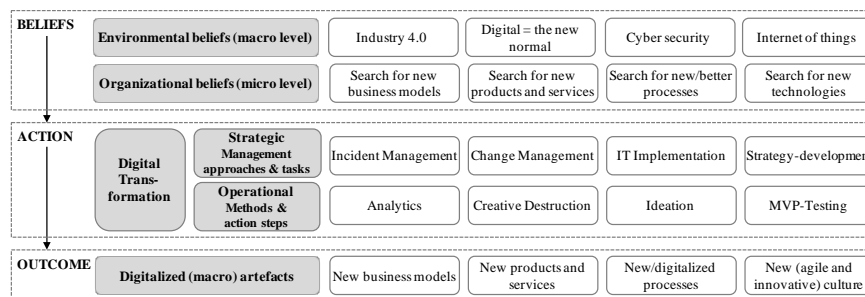 BELIEFS
Environmental beliefs (macro level)
Industry 4.0
Digital = the new
normal
Cyber security
Internet of things
Organizational beliefs (micro level)
Search for new
business models
Search for new
products and services
Search for new/better
processes
Search for new
technologies
ACTION
Digital
Trans-
formation
Strategic
Management
approaches & tasks
Incident Management
Change Management
IT Implementation
Strategy-developmen
Operational
Methods &
action steps
Analytics
Creative Destruction
Ideation
MVP-Testing
OUTCOME
Digitalized (macro) artefacts
New business models
New products and
services
New/digitalized
processes
New (agile and
innovative) culture